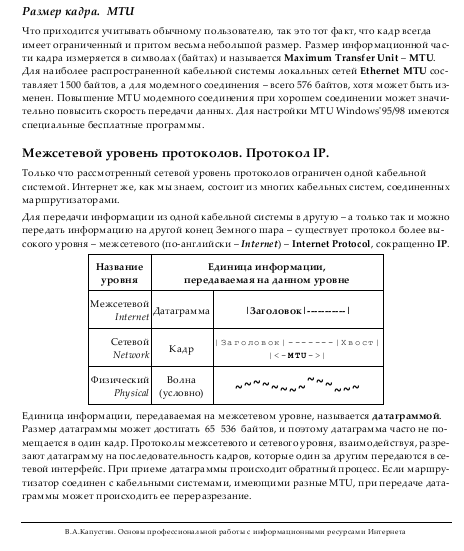 Размер кадра. MTU
Что приходится учитывать обычному пользователю, так это тот факт, что кадр всегда
имеет ограниченный и притом весьма небольшой размер. Размер информационной час-
ти кадра измеряется в символах (байтах) и называется Maximum Transfer Unit – MTU.
Для наиболее распространенной кабельной системы локальных сетей Ethernet MTU сос-
тавляет 1500 байтов, а для модемного соединения – всего 576 байтов, хотя может быть из-
менен. Повышение MTU модемного соединения при хорошем соединении может значи-
тельно повысить скорость передачи данных. Для настройки MTU Windows'95/98 имеются
специальные бесплатные программы.
Межсетевой уровень протоколов. Протокол IP.
Только что рассмотренный сетевой уровень протоколов ограничен одной кабельной
системой. Интернет же, как мы знаем, состоит из многих кабельных систем, соединенных
маршрутизаторами.
Для передачи информации из одной кабельной системы в другую – а только так и можно
передать информацию на другой конец Земного шара – существует протокол более вы-
сокого уровня – межсетевого (по-английски – Internet) – Internet Protocol, сокращенно IP.
Название уровня
Единица информации,
передаваемая на данном уровне
Межсетевой
Internet
Датаграмма
|Заголовок|-----------|
Сетевой
Network
Кадр
|Заголовок|-------|Хвост|
|<-MTU->|
Физический
Physical
Волна
(условно)
~~~~~~~~~~~~~
Единица информации, передаваемая на межсетевом уровне, называется датаграммой.
Размер датаграммы может достигать 65 536 байтов, и поэтому датаграмма часто не по-
мещается в один кадр. Протоколы межсетевого и сетевого уровня, взаимодействуя, разре-
зают датаграмму на последовательность кадров, которые один за другим передаются в се-
тевой интерфейс. При приеме датаграммы происходит обратный процесс. Если маршру-
тизатор соединен с кабельными системами, имеющими разные MTU, при передаче дата-
граммы может происходить ее переразрезание.
В.А.Капустин. Основы профессиональной работы с информационными ресурсами Интернета